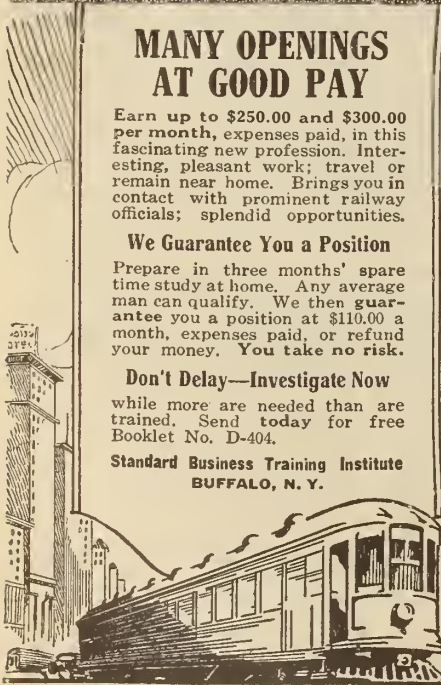 MANY OPENINGS
AT GOOD PAY
Earn up to $250.00 and $300.00
per month, expenses paid, in this
fascinating new profession. Inter-
esting, pleasant work; travel or
remain near home. Brings you in
contact with prominent railway
officials; splendid opportunities.
We Guarantee You a Position
Prepare in three months' spare
time study at home. Any average
man can qualify. We then guar-
antee you a position at $110.00 a
month, expenses paid, or refund
your money. You take no risk.
Don't Delay—Investigate Now
while more are needed than are
trained. Send today for free
Booklet No. D-404.
Standard Business Training Institute
BUFFALO, N. Y.